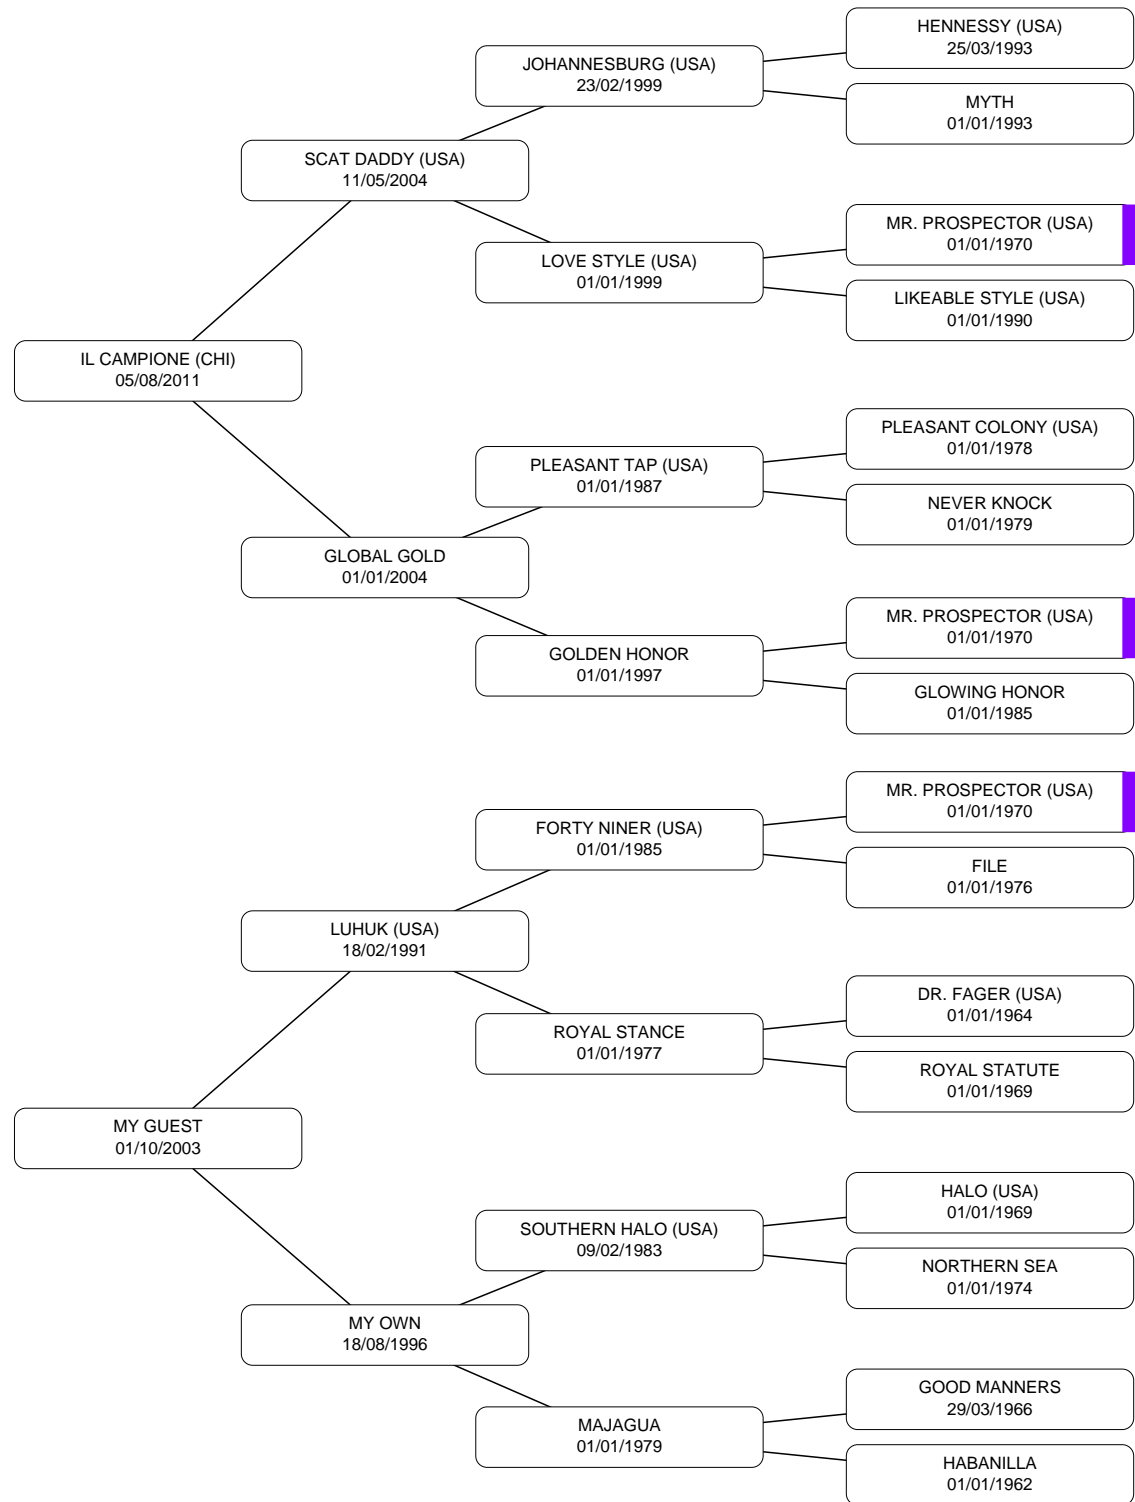 HENNESSY (USA)
25/03/1993
JOHANNESBURG (USA)
23/02/1999
MYTH
01/01/1993
SCAT DADDY (USA)
11/05/2004
MR. PROSPECTOR (USA)
01/01/1970
LOVE STYLE (USA)
01/01/1999
LIKEABLE STYLE (USA)
01/01/1990
IL CAMPIONE (CHI)
05/08/2011
PLEASANT COLONY (USA)
01/01/1978
PLEASANT TAP (USA)
01/01/1987
NEVER KNOCK
01/01/1979
GLOBAL GOLD
01/01/2004
MR. PROSPECTOR (USA)
01/01/1970
GOLDEN HONOR
01/01/1997
GLOWING HONOR
01/01/1985
MR. PROSPECTOR (USA)
01/01/1970
FORTY NINER (USA)
01/01/1985
FILE
01/01/1976
LUHUK (USA)
18/02/1991
DR. FAGER (USA)
01/01/1964
ROYAL STANCE
01/01/1977
ROYAL STATUTE
01/01/1969
MY GUEST
01/10/2003
HALO (USA)
01/01/1969
SOUTHERN HALO (USA)
09/02/1983
NORTHERN SEA
01/01/1974
MY OWN
18/08/1996
GOOD MANNERS
29/03/1966
MAJAGUA
01/01/1979
HABANILLA
01/01/1962